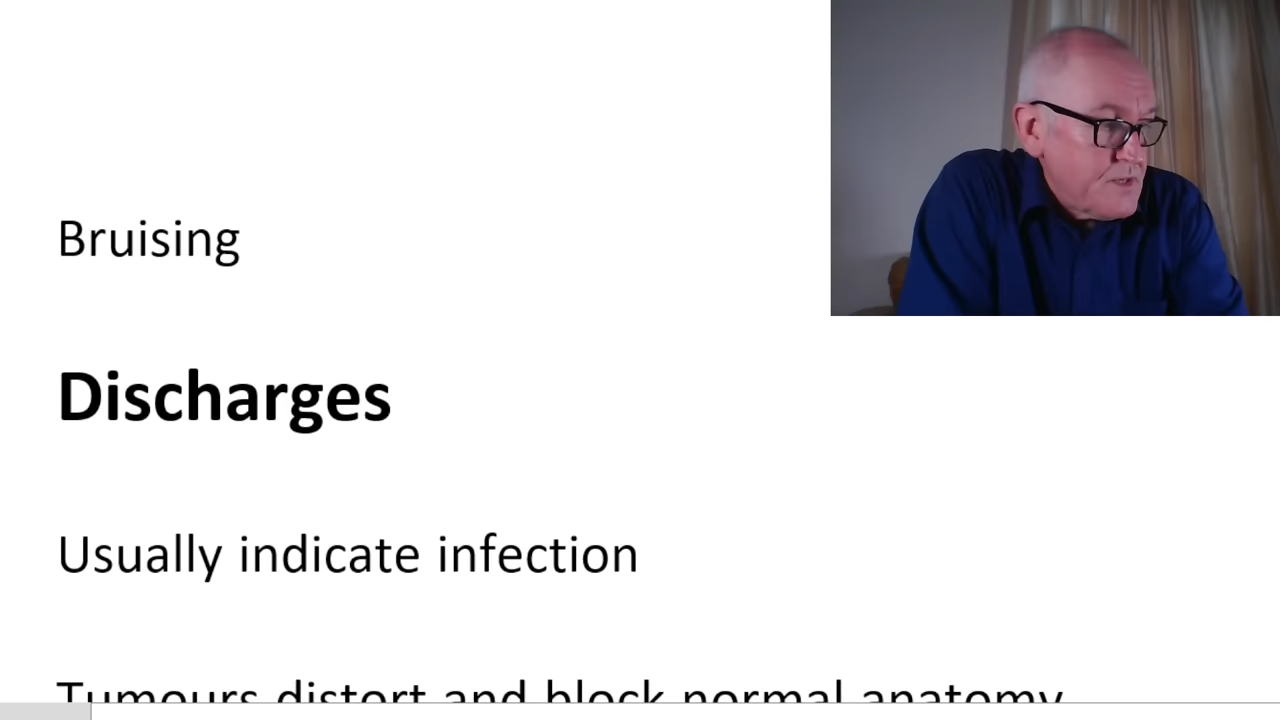 Bruising
Discharges
Usually indicate infection
Tumours distort and block normal anatomy